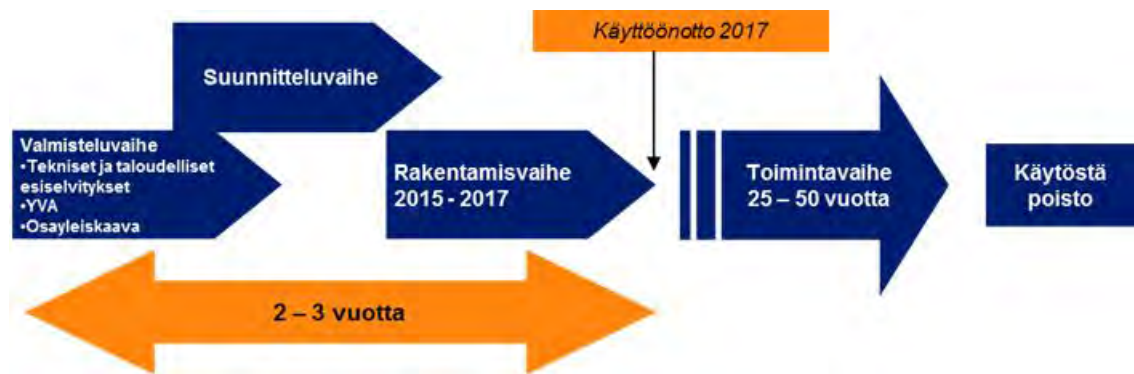 Käyttöönotto 2017
Suunnitteluvaihe
Valmisteluvaihe
•Tekniset ja taloudelliset
esiselvitykset
•YVA
•Osayleiskaava
Rakentamisvaihe
2015 - 2017
Toimintavaihe
25 – 50 vuotta
Käytöstä
poisto
2 – 3 vuotta